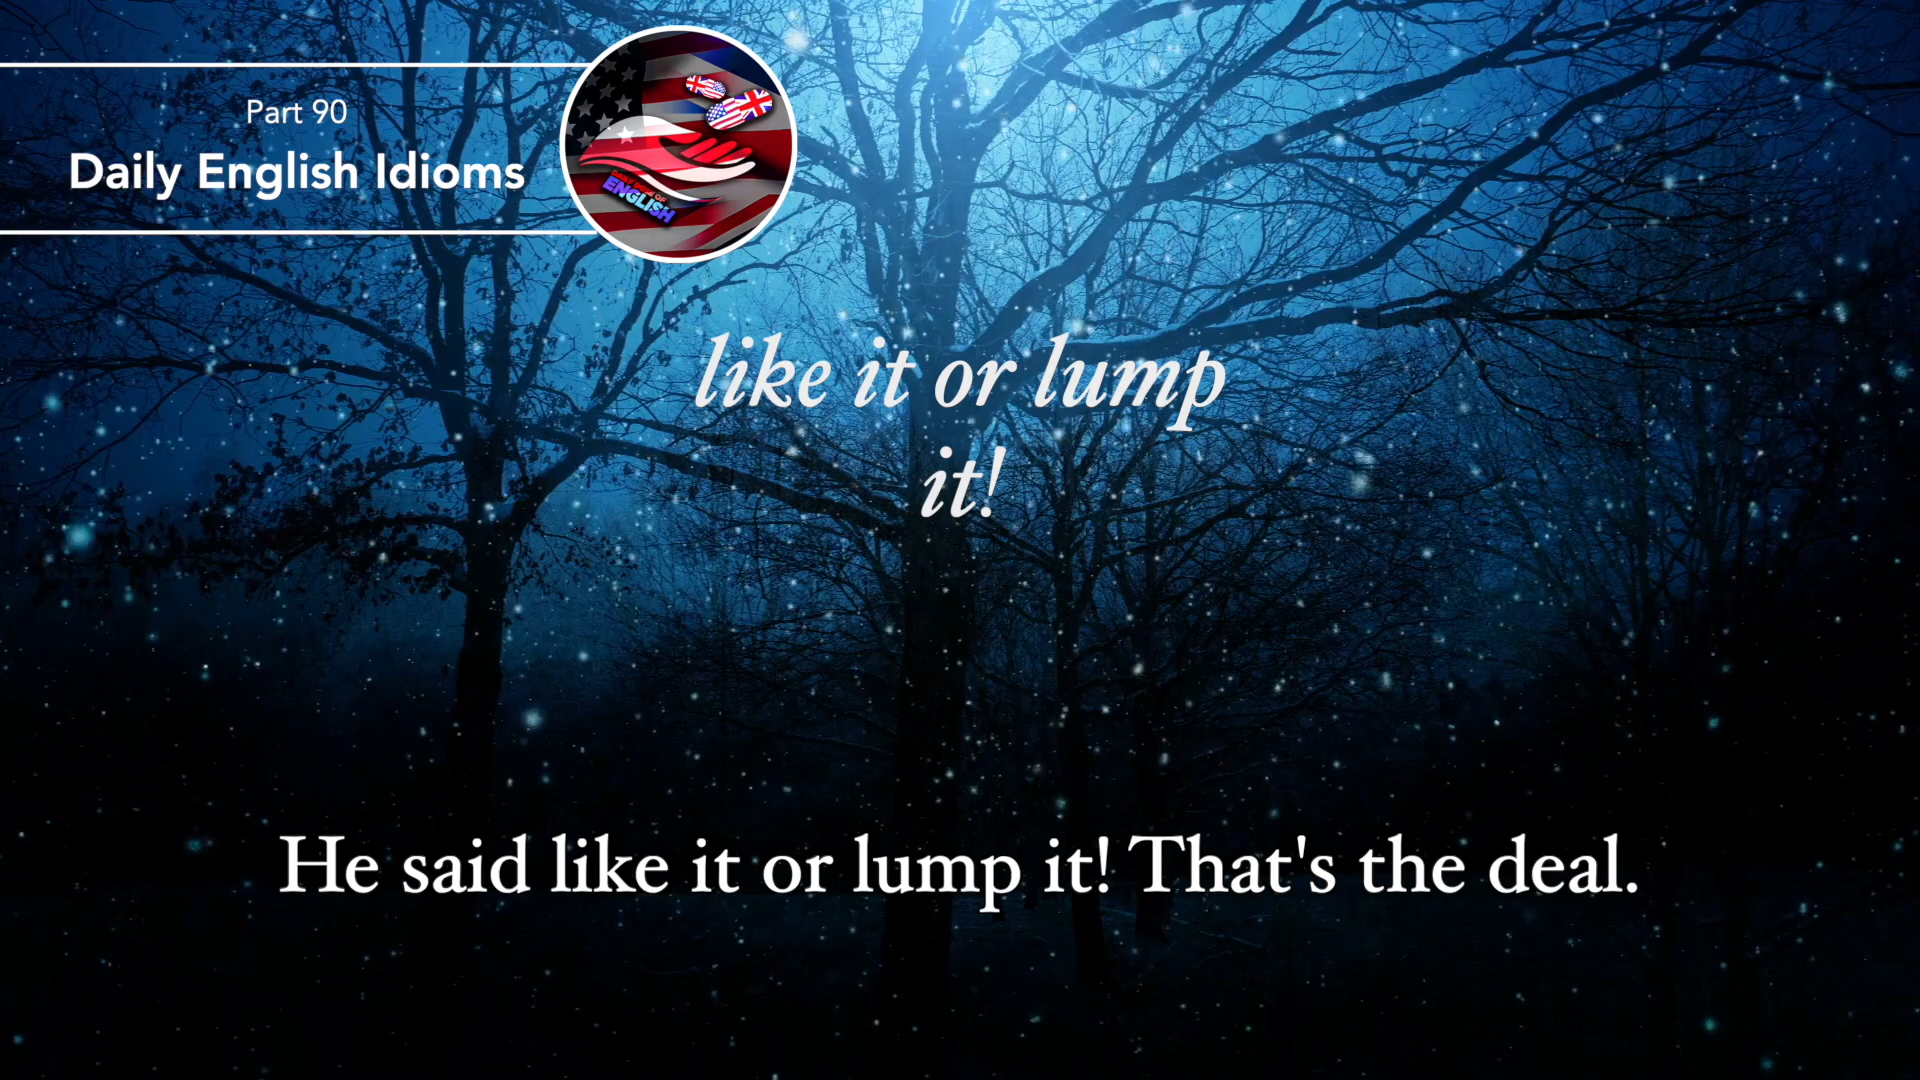 Part 90
Daily English Idioms
ENGLISH
like it or lump
it!
He said like it or lump it! That's the deal.